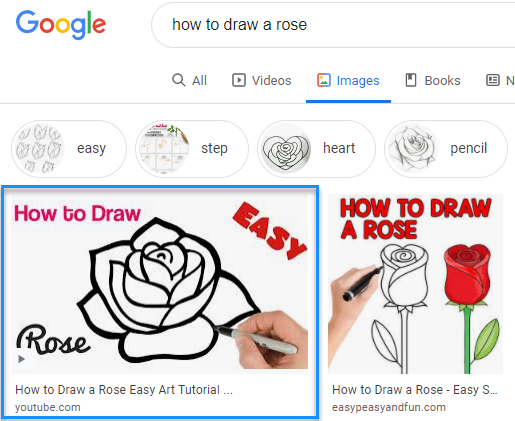 Google
how to draw a rose
All
Videos
Images
Books
N
easy
step
heart
pencil
How to Draw
EASY
Rose
How to Draw a Rose Easy Art Tutorial ...
youtube.com
HOW TO DRAW
A ROSE
How to Draw a Rose - Easy S...
easypeasyandfun.com